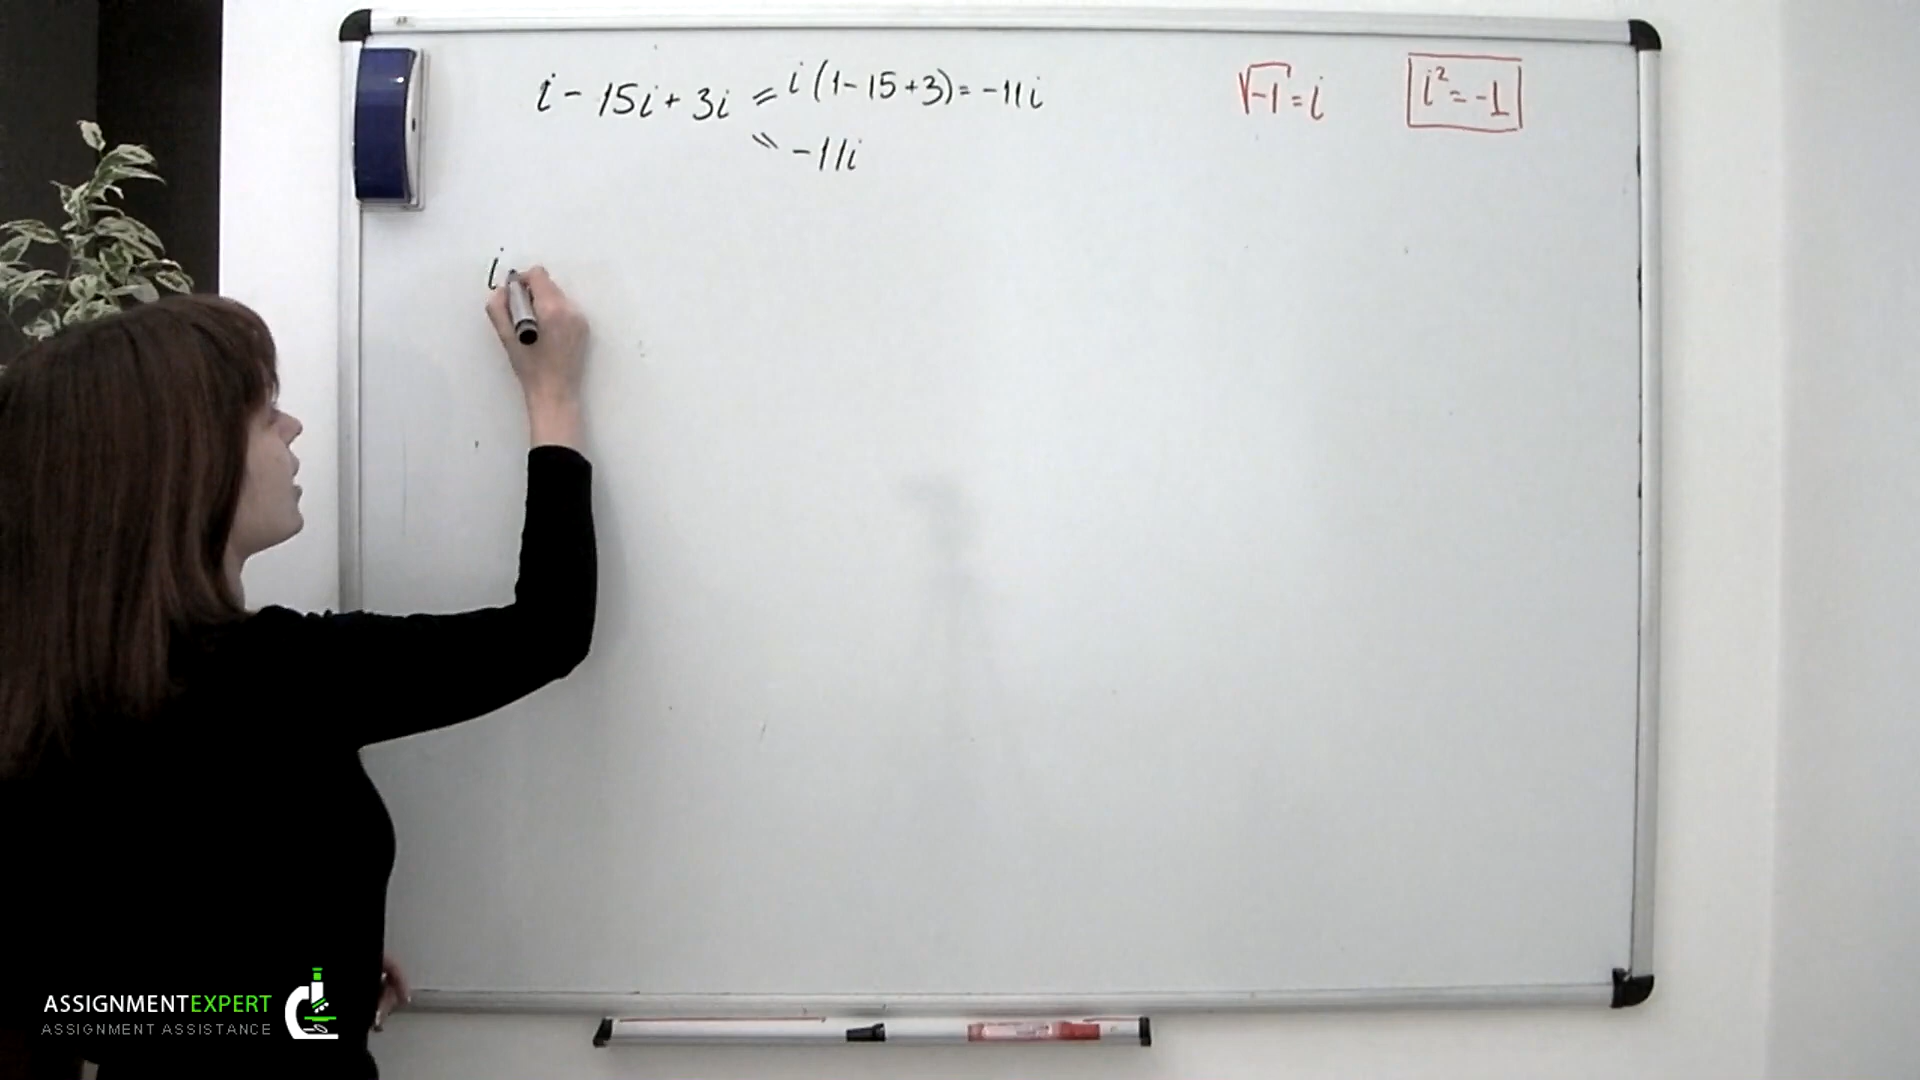 i - 15i + 3i = i(1-15+3) = -11i
= -11i
√-1 = i
i² = -1
i
ASSIGNMENTEXPERT
ASSIGNMENT ASSISTANCE